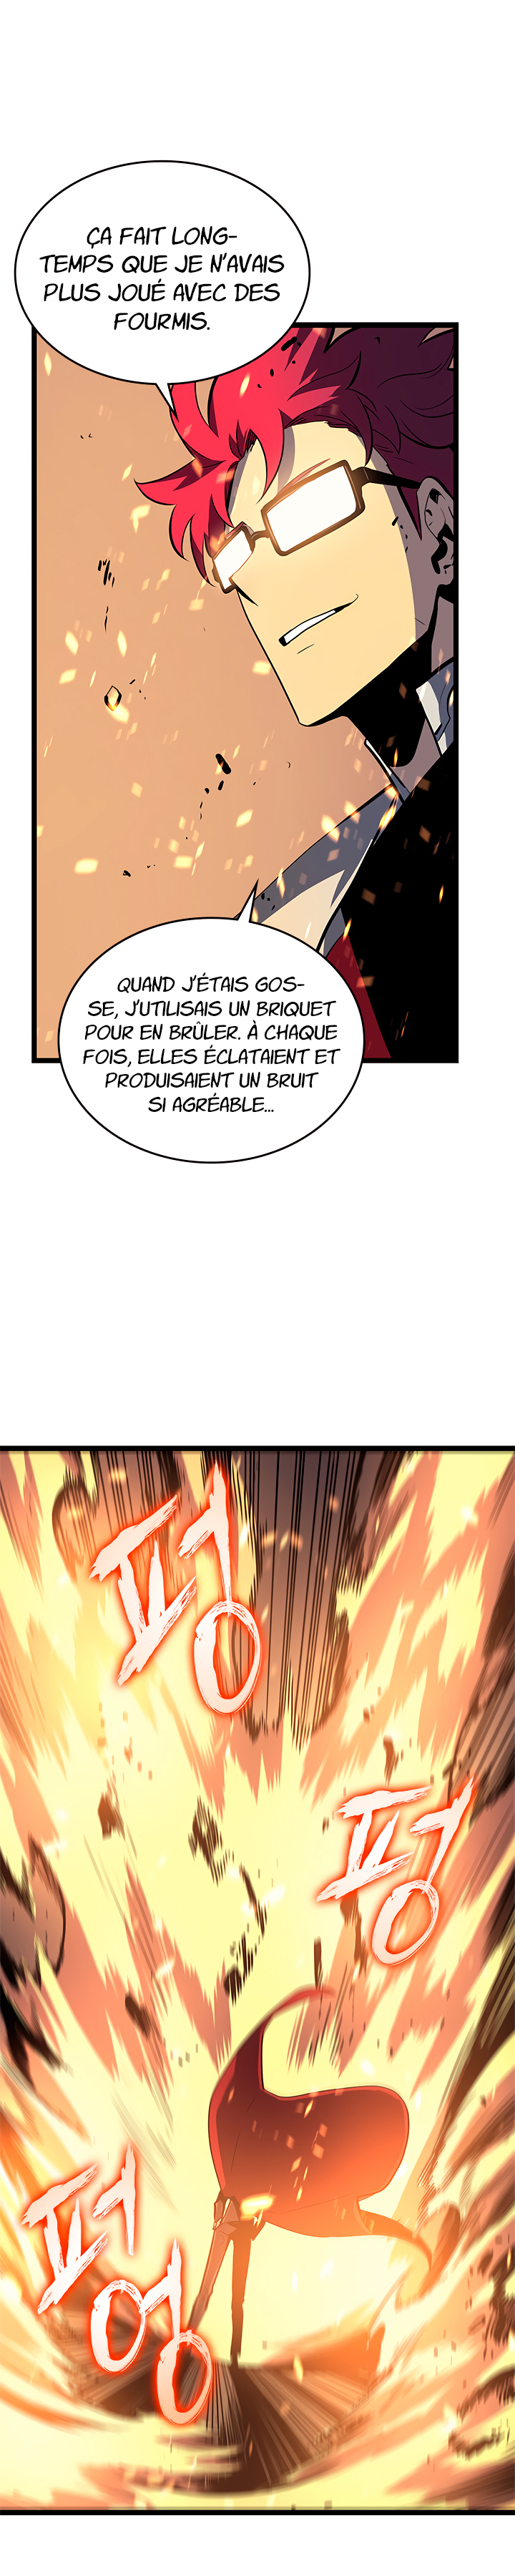 ÇA FAIT LONG-
TEMPS QUE JE N'AVAIS
PLUS JOUÉ AVEC DES
FOURMIS.
QUAND J'ÉTAIS GOS-
SE, J'UTILISAIS UN BRIQUET
POUR EN BRÛLER. À CHAQUE
FOIS, ELLES ÉCLATAIENT ET
PRODUISAIENT UN BRUIT
SI AGRÉABLE...
펑
펑
퍼
엉